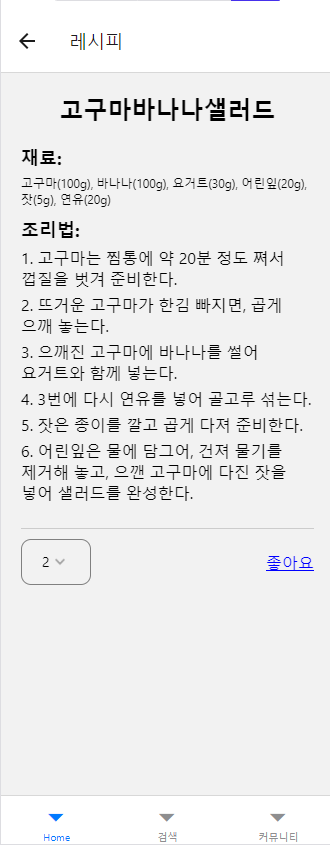 레시피
고구마바나나샐러드
재료:
고구마(100g), 바나나(100g), 요거트(30g), 어린잎(20g),
잣(5g), 연유(20g)
조리법:
1. 고구마는 찜통에 약 20분 정도 쪄서
껍질을 벗겨 준비한다.
2. 뜨거운 고구마가 한김 빠지면, 곱게
으깨 놓는다.
3. 으깨진 고구마에 바나나를 썰어
요거트와 함께 넣는다.
4. 3번에 다시 연유를 넣어 골고루 섞는다.
5. 잣은 종이를 깔고 곱게 다져 준비한다.
6. 어린잎은 물에 담그어, 건져 물기를
제거해 놓고, 으깬 고구마에 다진 잣을
넣어 샐러드를 완성한다.
2 좋아요
Home 검색 커뮤니티